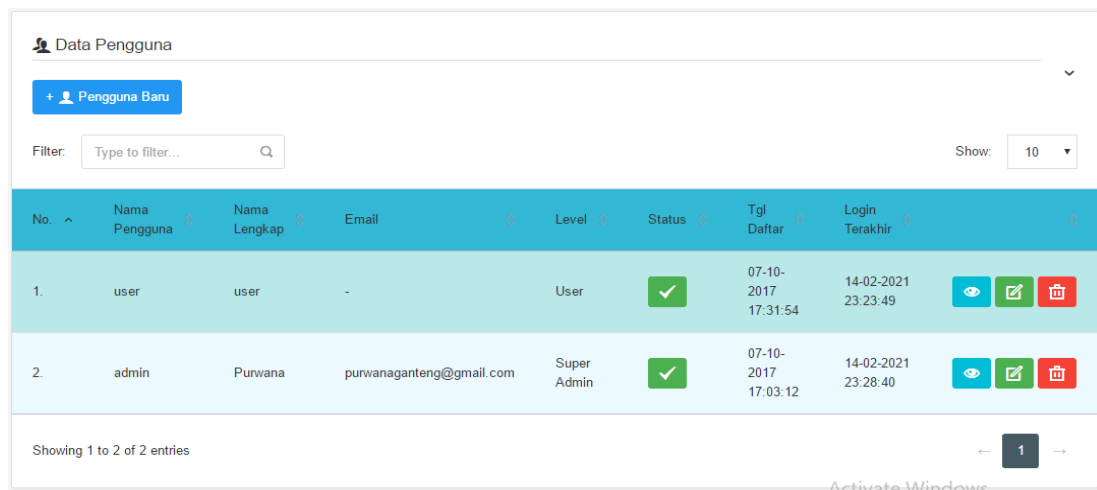 Data Pengguna
+ Pengguna Baru
Filter: Type to filter... Show: 10
No. Nama Pengguna Nama Lengkap Email Level Status Tgl Daftar Login Terakhir
1. user user - User 07-10-2017 17:31:54 14-02-2021 23:23:49
2. admin Purwana purwanaganteng@gmail.com Super Admin 07-10-2017 17:03:12 14-02-2021 23:28:40
Showing 1 to 2 of 2 entries ← 1 →
Activate Windows